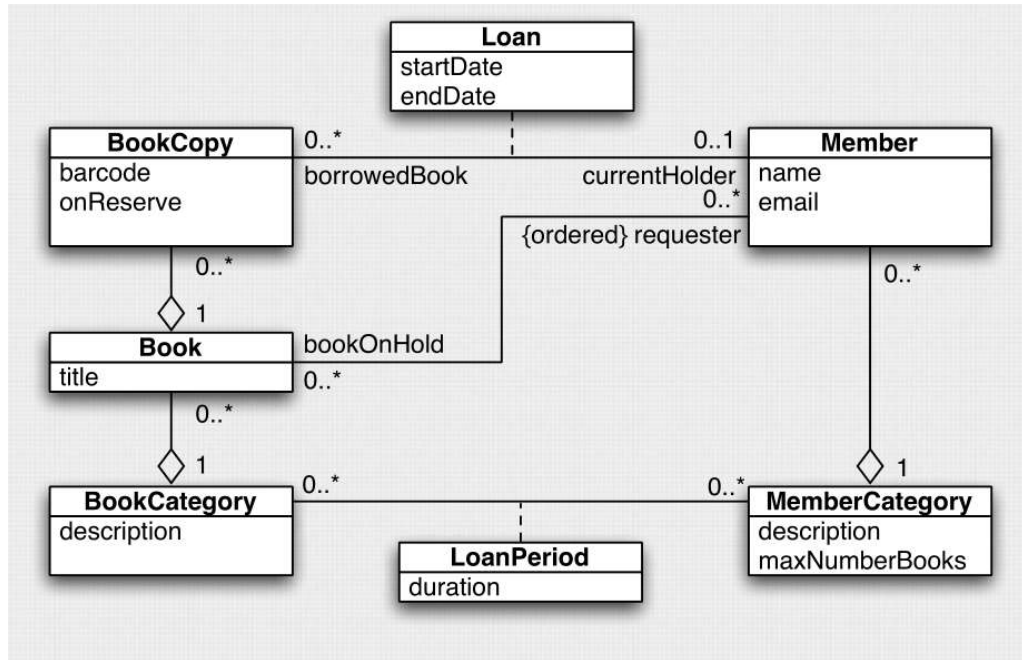 Loan
startDate
endDate
BookCopy
barcode
onReserve
0..*
borrowedBook
0..1
currentHolder
Member
name
email
0..*
{ordered} requester
0..*
1
0..*
Book
title
bookOnHold
0..*
0..*
1
1
BookCategory
description
0..*
0..*
MemberCategory
description
maxNumberBooks
LoanPeriod
duration